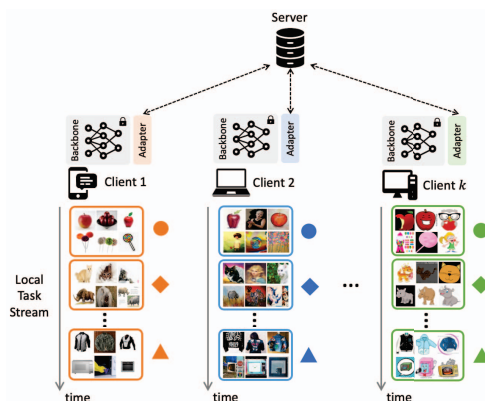 Server
Backbone
Adapter
Backbone
Adapter
Backbone
Adapter
Client 1
Client 2
Client k
Local
Task
Stream
...
time
time
time